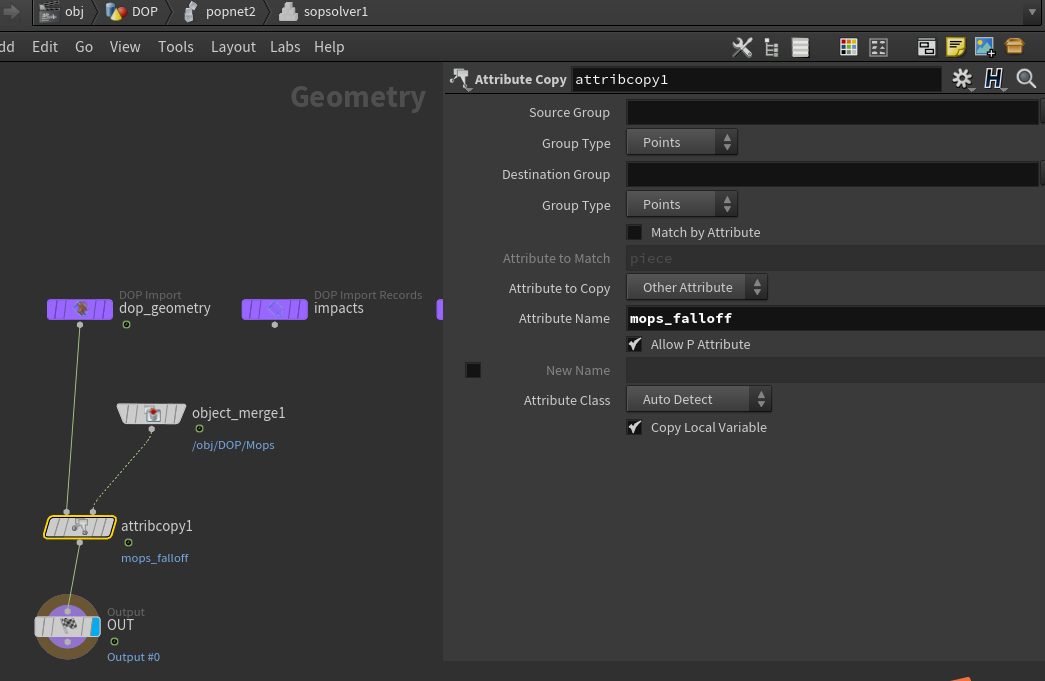 obj DOP popnet2 sopsolver1
dd Edit Go View Tools Layout Labs Help
Geometry
Attribute Copy attribcopy1
Source Group
Group Type Points
Destination Group
Group Type Points
Match by Attribute
Attribute to Match piece
Attribute to Copy Other Attribute
Attribute Name mops_falloff
Allow P Attribute
New Name
Attribute Class Auto Detect
Copy Local Variable
DOP Import
dop_geometry
DOP Import Records
impacts
object_merge1
/obj/DOP/Mops
attribcopy1
mops_falloff
Output
OUT
Output #0